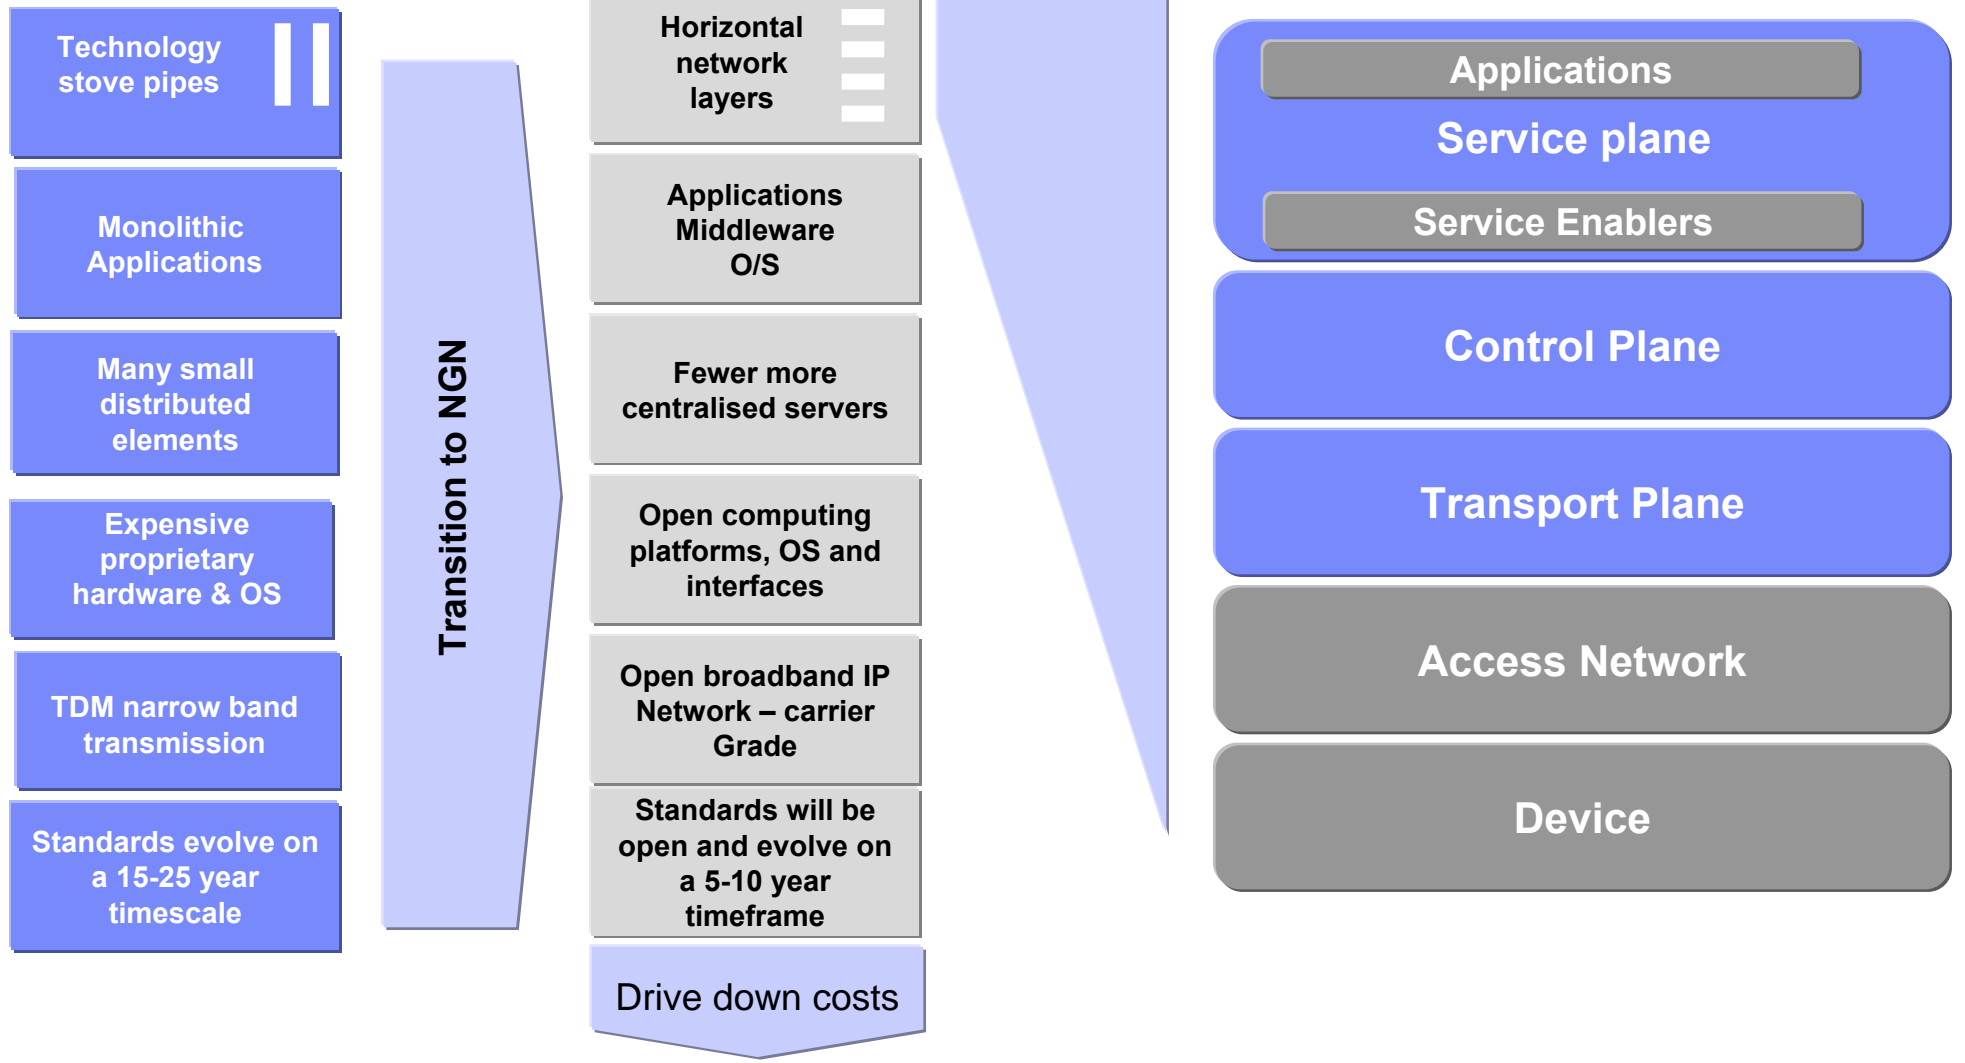 Technology
stove pipes
Monolithic
Applications
Many small
distributed
elements
Expensive
proprietary
hardware & OS
TDM narrow band
transmission
Standards evolve on
a 15-25 year
timescale
Transition to NGN
Horizontal
network
layers
Applications
Middleware
O/S
Fewer more
centralised servers
Open computing
platforms, OS and
interfaces
Open broadband IP
Network – carrier
Grade
Standards will be
open and evolve on
a 5-10 year
timeframe
Drive down costs
Applications
Service plane
Service Enablers
Control Plane
Transport Plane
Access Network
Device